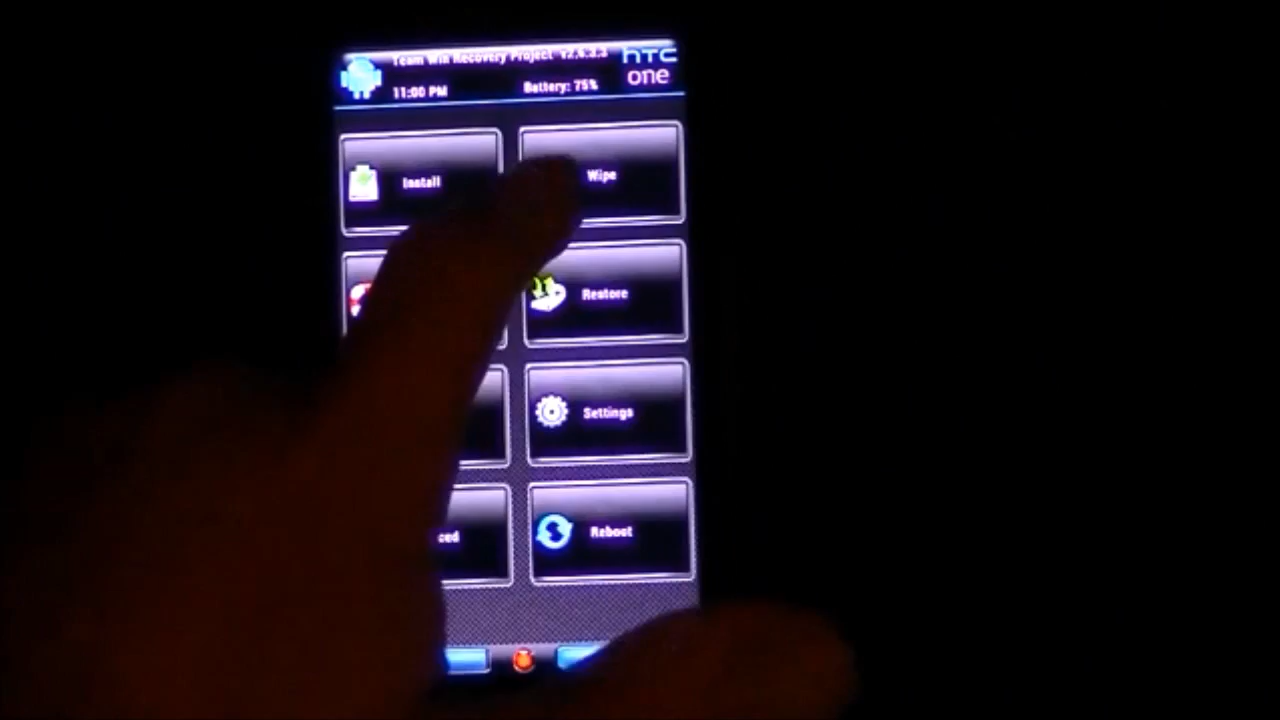 Team Win Recovery Project v2.6.3.3
hTC
one
11:00 PM
Battery: 75%
Install
Wipe
Restore
Settings
ced
Reboot